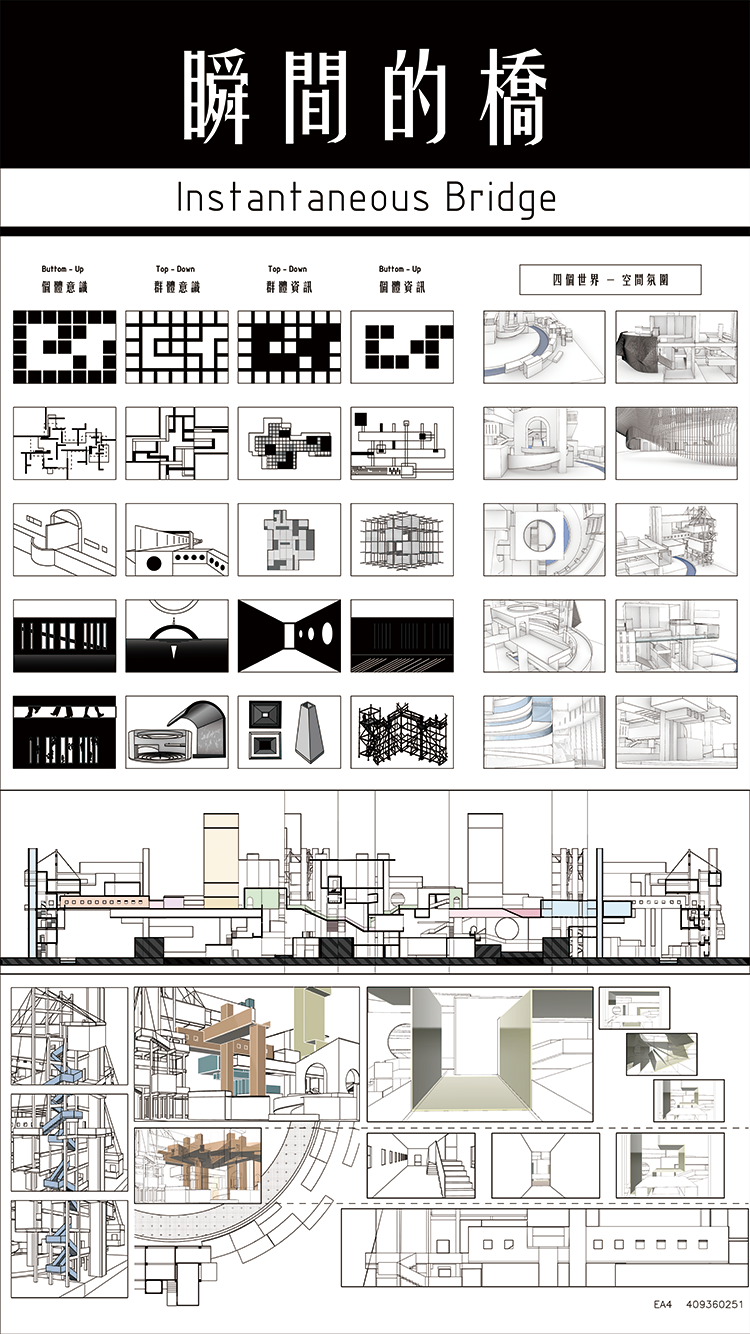 瞬間的橋
Instantaneous Bridge
Buttom - Up
個體意識
Top - Down
群體意識
Top - Down
群體資訊
Buttom - Up
個體資訊
四個世界 — 空間氛圍
EA4 409360251